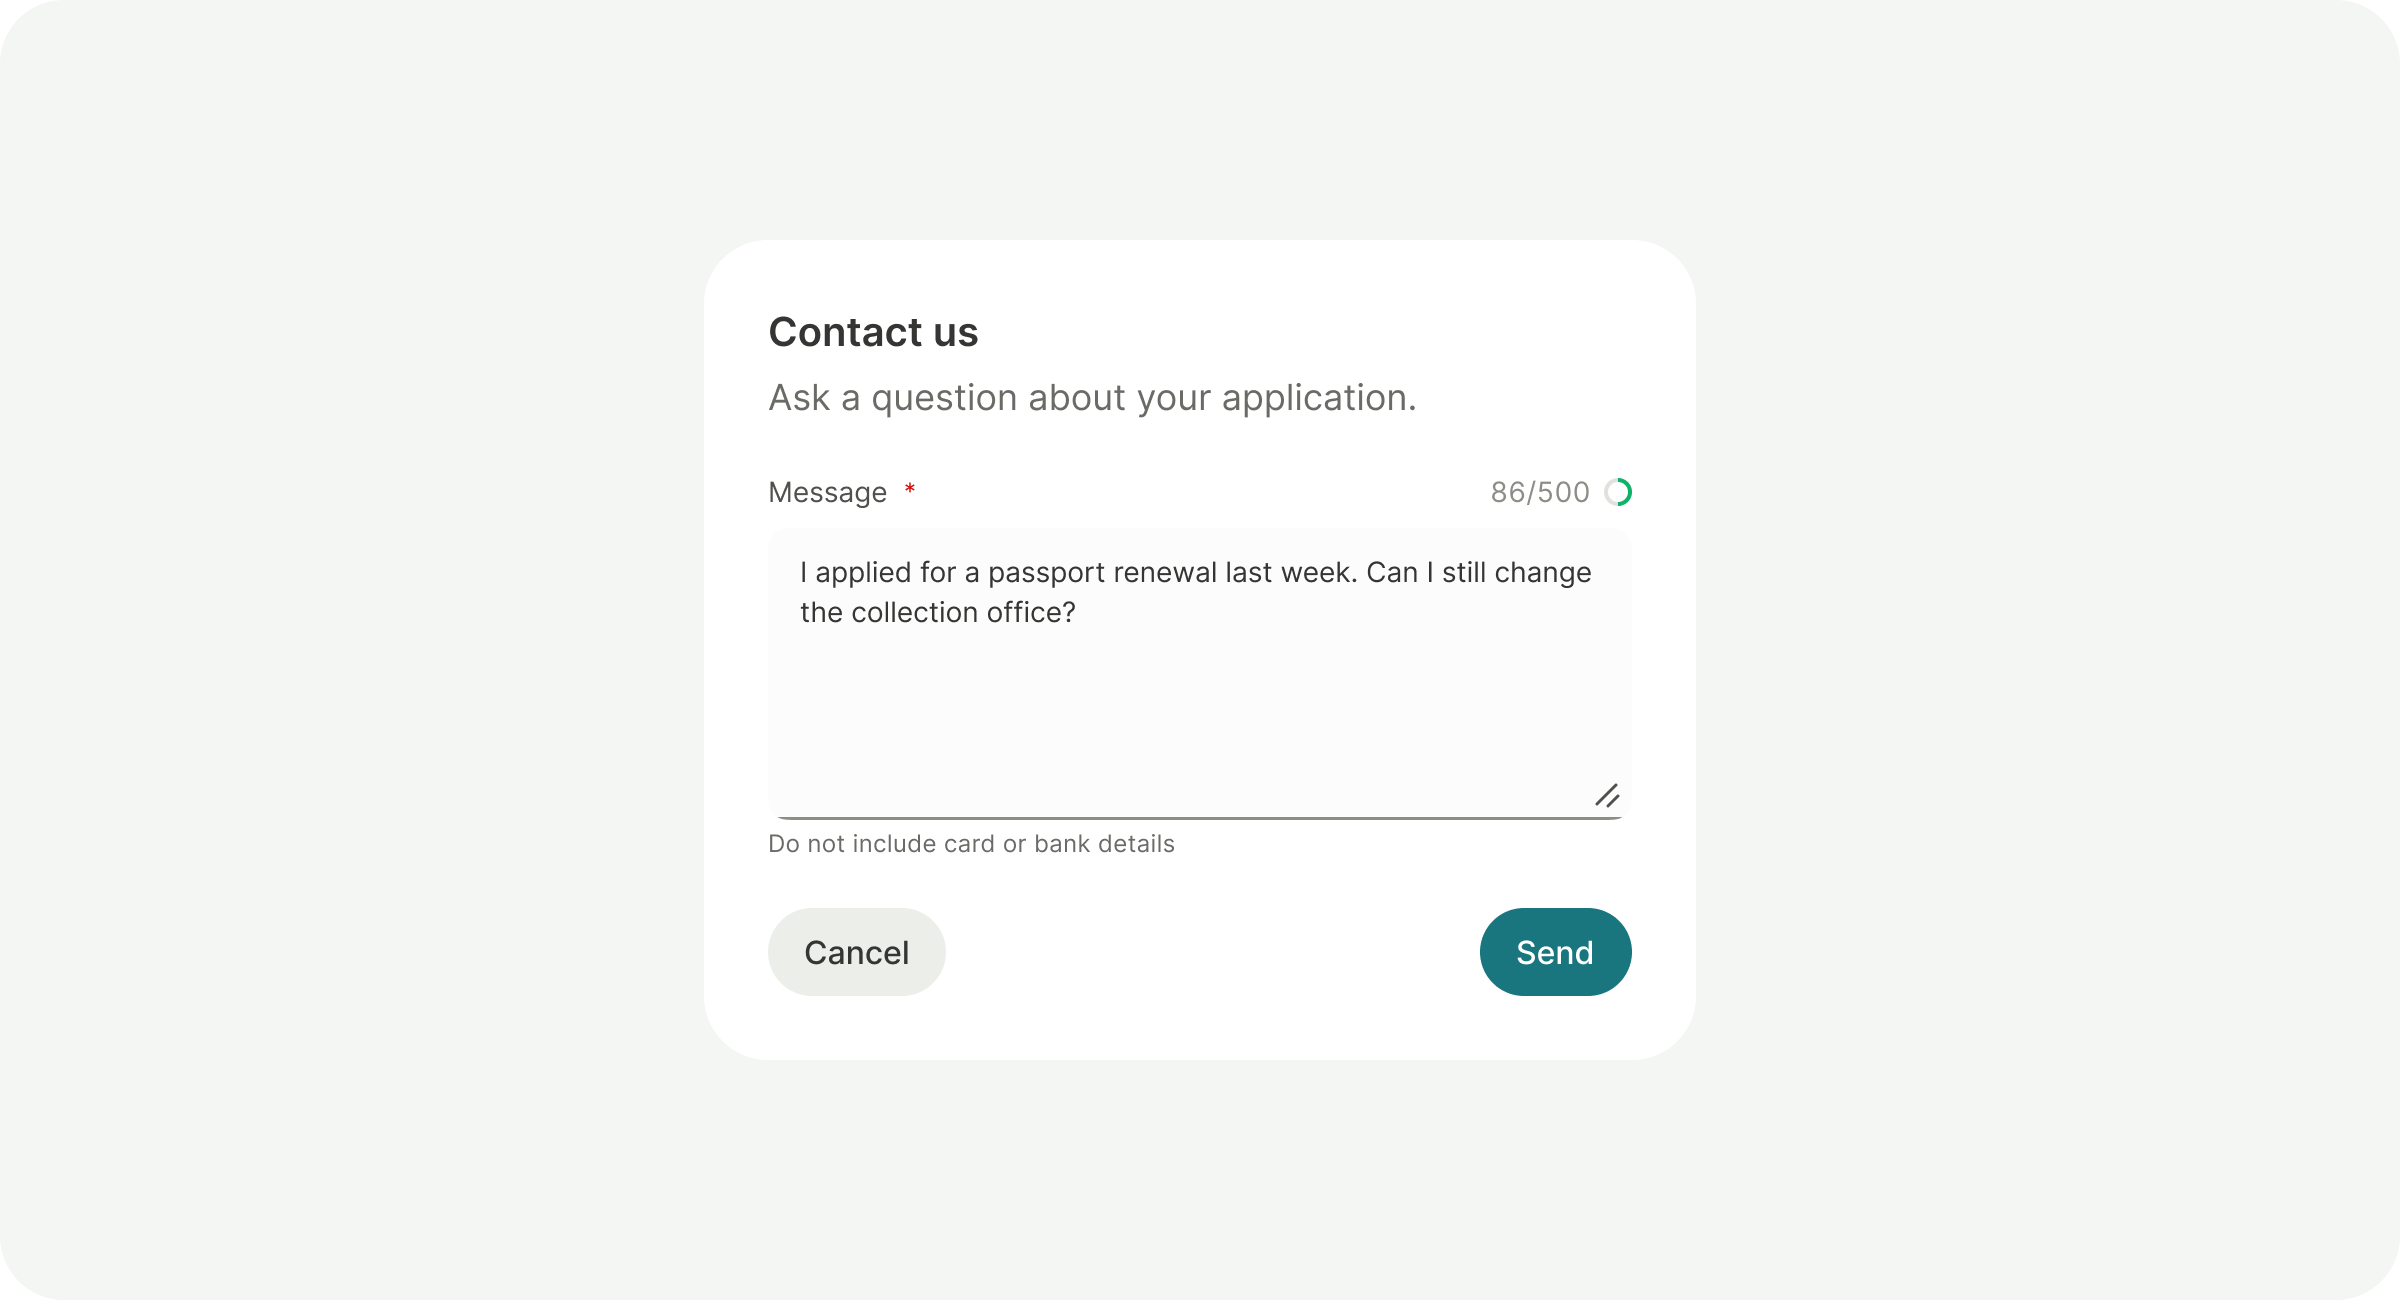 Contact us
Ask a question about your application.
Message *
86/500
I applied for a passport renewal last week. Can I still change
the collection office?
Do not include card or bank details
Cancel
Send